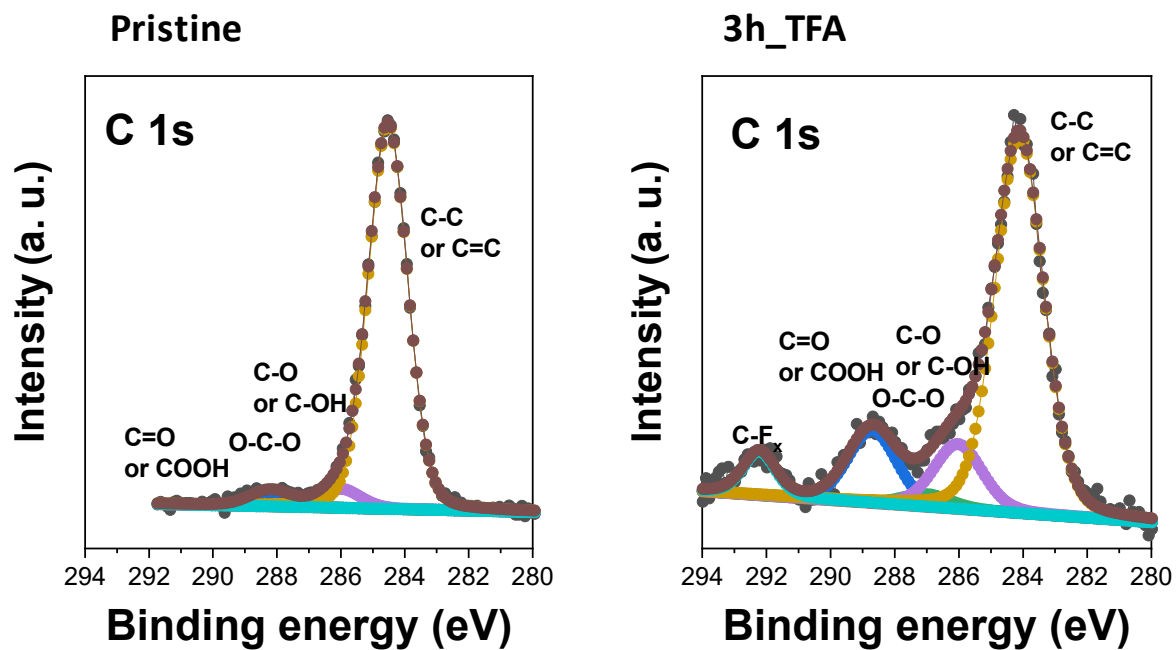 Pristine
C 1s
C-C
or C=C
C-O
or C-OH
O-C-O
C=O
or COOH
Intensity (a. u.)
294 292 290 288 286 284 282 280
Binding energy (eV)
3h_TFA
C 1s
C-C
or C=C
C-O
or C-OH
O-C-O
C=O
or COOH
C-Fx
Intensity (a. u.)
294 292 290 288 286 284 282 280
Binding energy (eV)